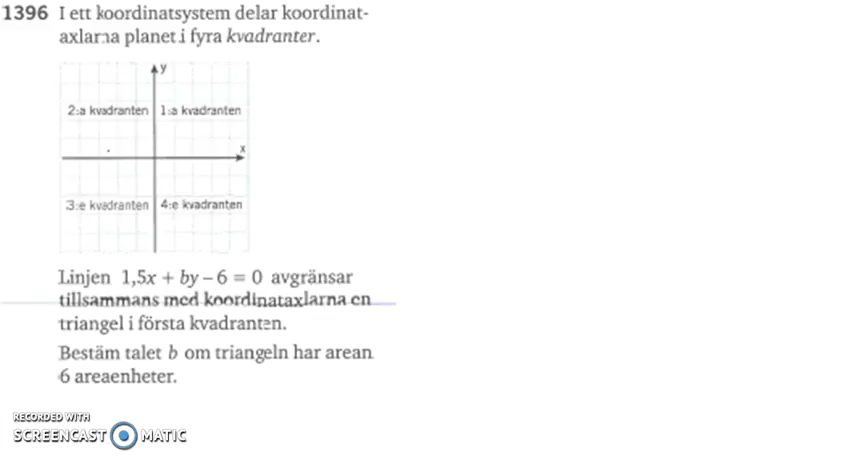 1396 I ett koordinatsystem delar koordinat-
axlarna planet i fyra kvadranter.
y
2:a kvadranten 1:a kvadranten
x
3:e kvadranten 4:e kvadranten
Linjen 1,5x + by – 6 = 0 avgränsar
tillsammans med koordinataxlarna en
triangel i första kvadranten.
Bestäm talet b om triangeln har arean
6 areaenheter.
RECORDED WITH
SCREENCAST MATIC